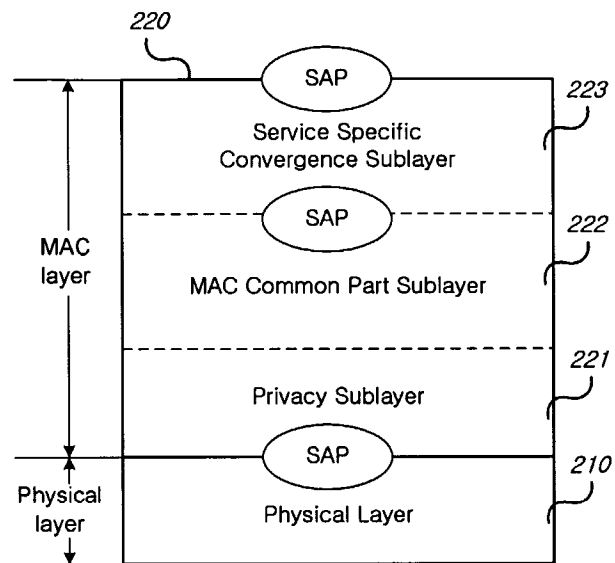 220
SAP
223
Service Specific
Convergence Sublayer
SAP
222
MAC
layer
MAC Common Part Sublayer
221
Privacy Sublayer
SAP
210
Physical
layer
Physical Layer